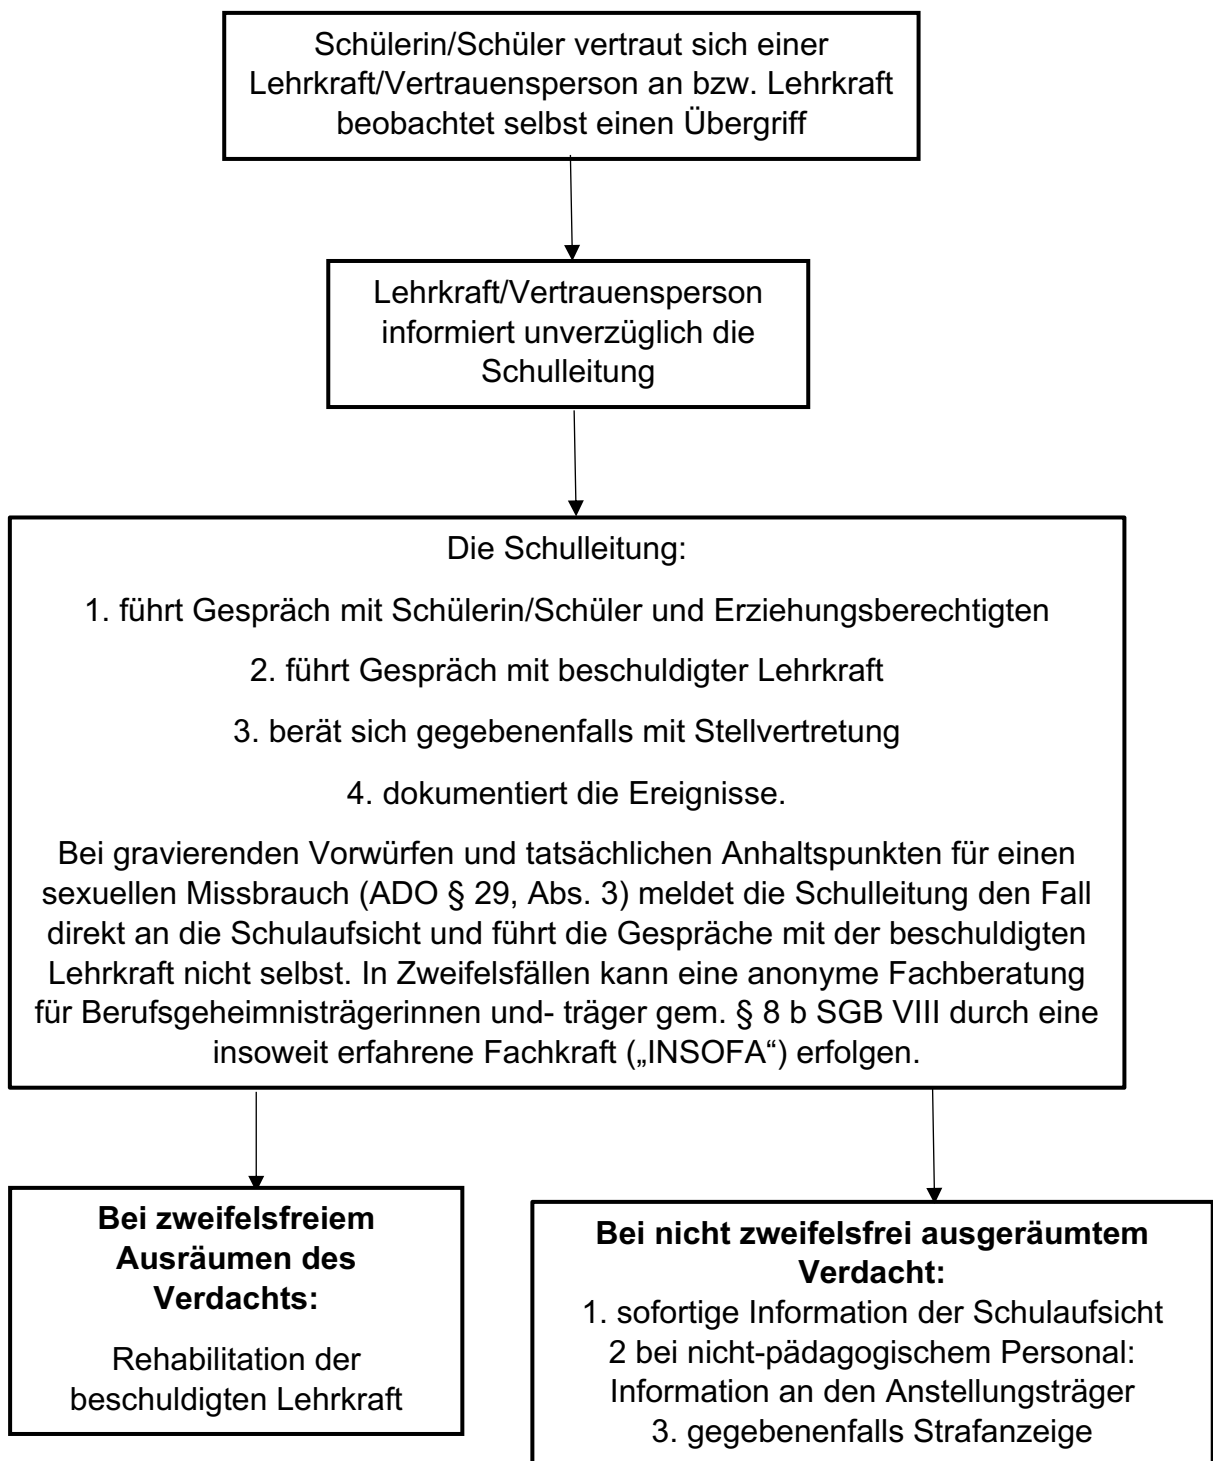 Schülerin/Schüler vertraut sich einer
Lehrkraft/Vertrauensperson an bzw. Lehrkraft
beobachtet selbst einen Übergriff
Lehrkraft/Vertrauensperson
informiert unverzüglich die
Schulleitung
Die Schulleitung:
1. führt Gespräch mit Schülerin/Schüler und Erziehungsberechtigten
2. führt Gespräch mit beschuldigter Lehrkraft
3. berät sich gegebenenfalls mit Stellvertretung
4. dokumentiert die Ereignisse.
Bei gravierenden Vorwürfen und tatsächlichen Anhaltspunkten für einen
sexuellen Missbrauch (ADO § 29, Abs. 3) meldet die Schulleitung den Fall
direkt an die Schulaufsicht und führt die Gespräche mit der beschuldigten
Lehrkraft nicht selbst. In Zweifelsfällen kann eine anonyme Fachberatung
für Berufsgeheimnisträgerinnen und- träger gem. § 8 b SGB VIII durch eine
insoweit erfahrene Fachkraft („INSOFA“) erfolgen.
Bei zweifelsfreiem
Ausräumen des
Verdachts:
Rehabilitation der
beschuldigten Lehrkraft
Bei nicht zweifelsfrei ausgeräumtem
Verdacht:
1. sofortige Information der Schulaufsicht
2 bei nicht-pädagogischem Personal:
Information an den Anstellungsträger
3. gegebenenfalls Strafanzeige